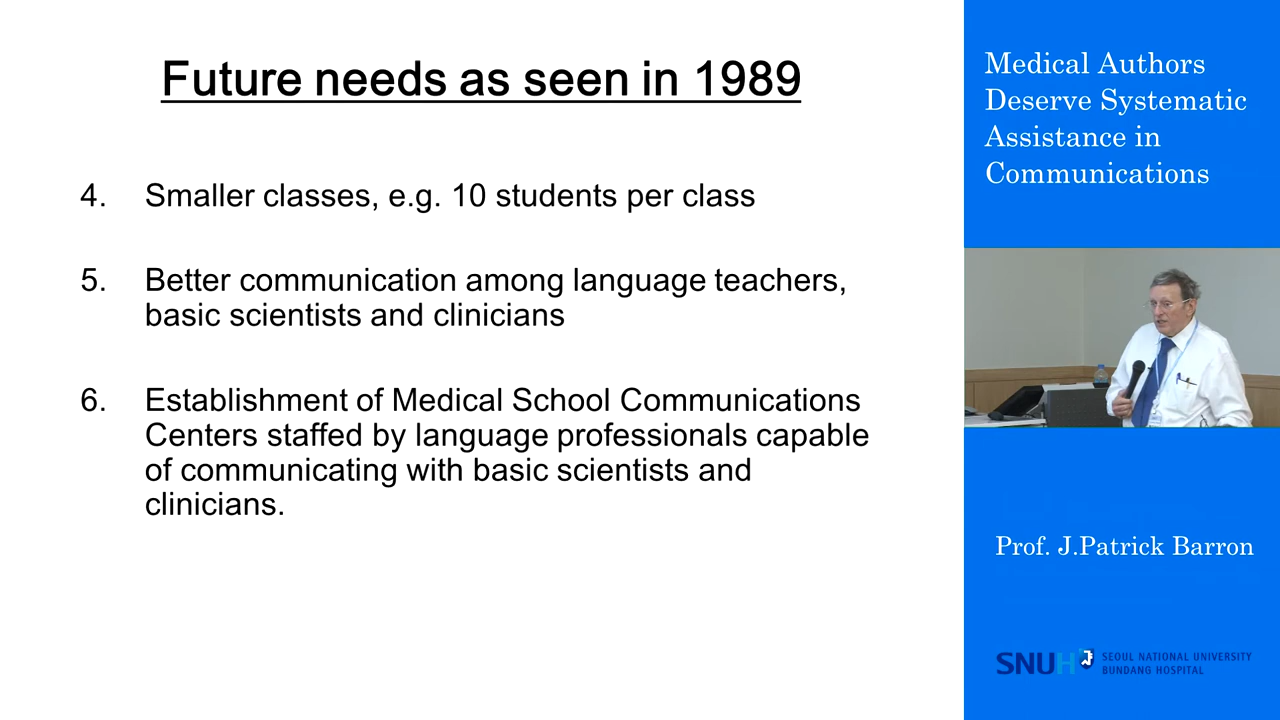 Future needs as seen in 1989
4. Smaller classes, e.g. 10 students per class
5. Better communication among language teachers,
basic scientists and clinicians
6. Establishment of Medical School Communications
Centers staffed by language professionals capable
of communicating with basic scientists and
clinicians.
Medical Authors
Deserve Systematic
Assistance in
Communications
Prof. J.Patrick Barron
SNUH
SEOUL NATIONAL UNIVERSITY
BUNDANG HOSPITAL